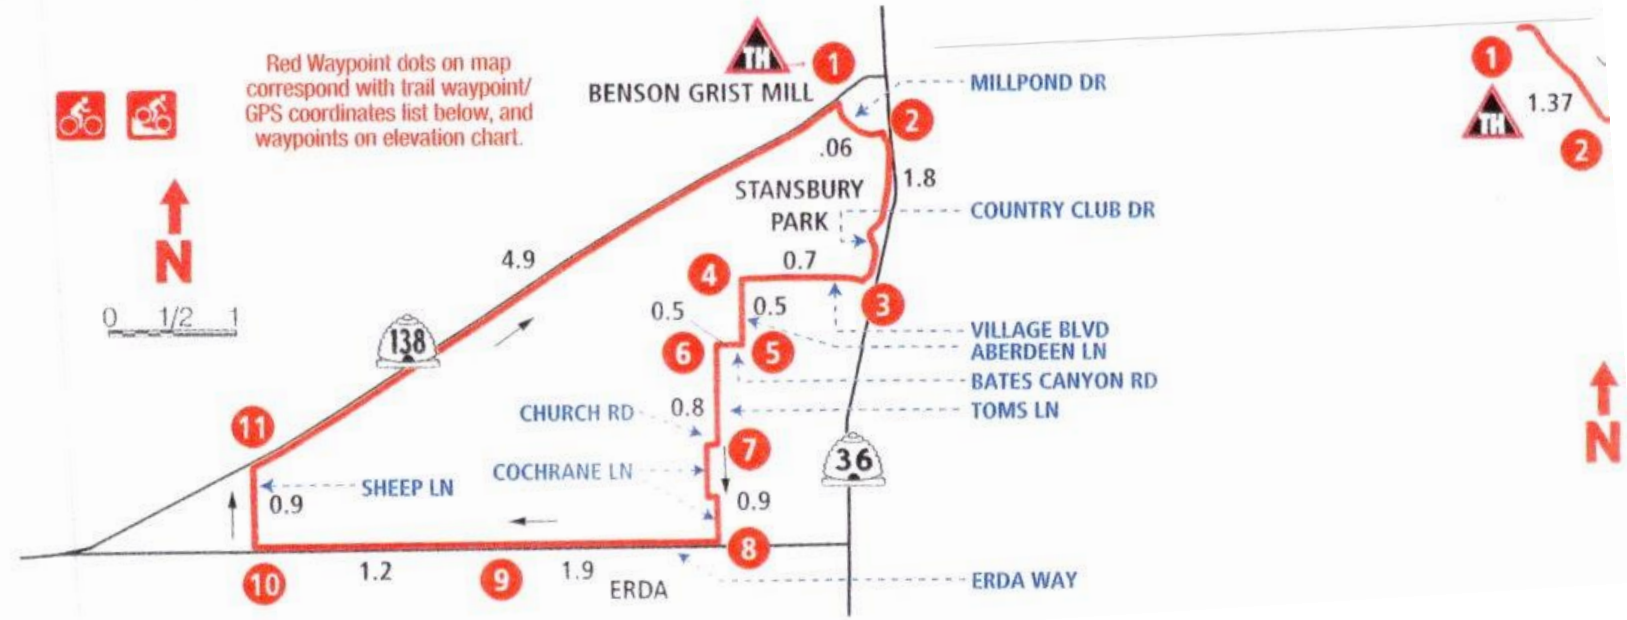 Red Waypoint dots on map
correspond with trail waypoint/
GPS coordinates list below, and
waypoints on elevation chart.
N
0 1/2 1
TH
1
BENSON GRIST MILL
MILLPOND DR
2
.06
1.8
STANSBURY
PARK
COUNTRY CLUB DR
4.9
4
0.7
3
0.5
0.5
VILLAGE BLVD
ABERDEEN LN
138
6
5
BATES CANYON RD
CHURCH RD
0.8
TOMS LN
11
7
36
COCHRANE LN
SHEEP LN
0.9
0.9
8
10
1.2
9
1.9
ERDA
ERDA WAY
1
TH
1.37
2
N